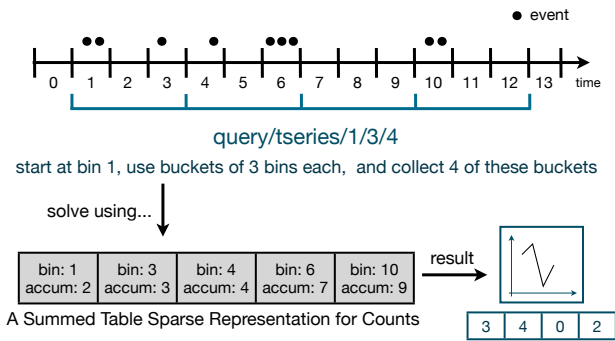 event
0 1 2 3 4 5 6 7 8 9 10 11 12 13 time
query/tseries/1/3/4
start at bin 1, use buckets of 3 bins each, and collect 4 of these buckets
solve using...
bin: 1 bin: 3 bin: 4 bin: 6 bin: 10
accum: 2 accum: 3 accum: 4 accum: 7 accum: 9
result
A Summed Table Sparse Representation for Counts
3 4 0 2